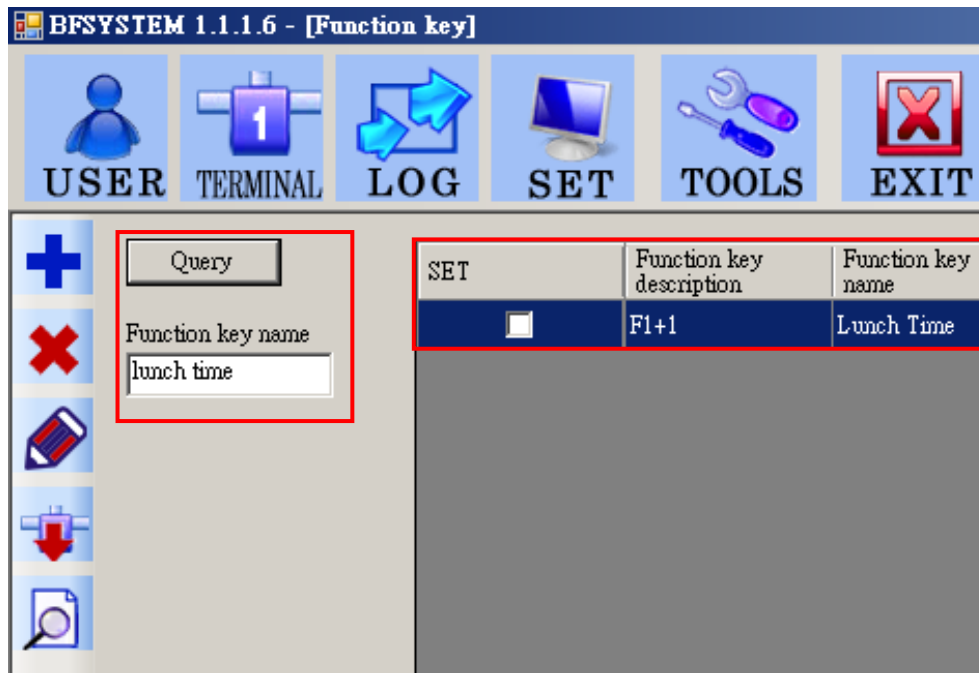 BFSYSTEM 1.1.1.6 - [Function key]
1
USER TERMINAL LOG SET TOOLS EXIT
Query
Function key name
lunch time
SET Function key description Function key name
F1+1 Lunch Time